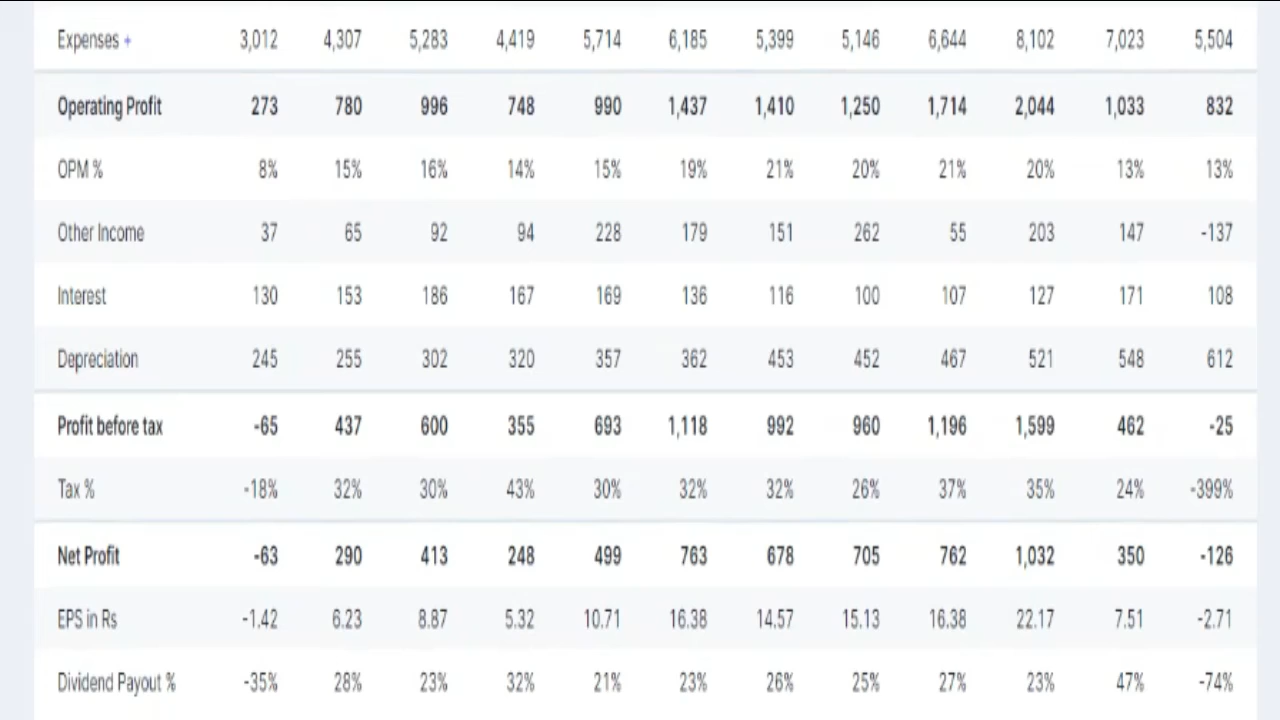 Expenses + 3,012 4,307 5,283 4,419 5,714 6,185 5,399 5,146 6,644 8,102 7,023 5,504
Operating Profit 273 780 996 748 990 1,437 1,410 1,250 1,714 2,044 1,033 832
OPM % 8% 15% 16% 14% 15% 19% 21% 20% 21% 20% 13% 13%
Other Income 37 65 92 94 228 179 151 262 55 203 147 -137
Interest 130 153 186 167 169 136 116 100 107 127 171 108
Depreciation 245 255 302 320 357 362 453 452 467 521 548 612
Profit before tax -65 437 600 355 693 1,118 992 960 1,196 1,599 462 -25
Tax % -18% 32% 30% 43% 30% 32% 32% 26% 37% 35% 24% -399%
Net Profit -63 290 413 248 499 763 678 705 762 1,032 350 -126
EPS in Rs -1.42 6.23 8.87 5.32 10.71 16.38 14.57 15.13 16.38 22.17 7.51 -2.71
Dividend Payout % -35% 28% 23% 32% 21% 23% 26% 25% 27% 23% 47% -74%